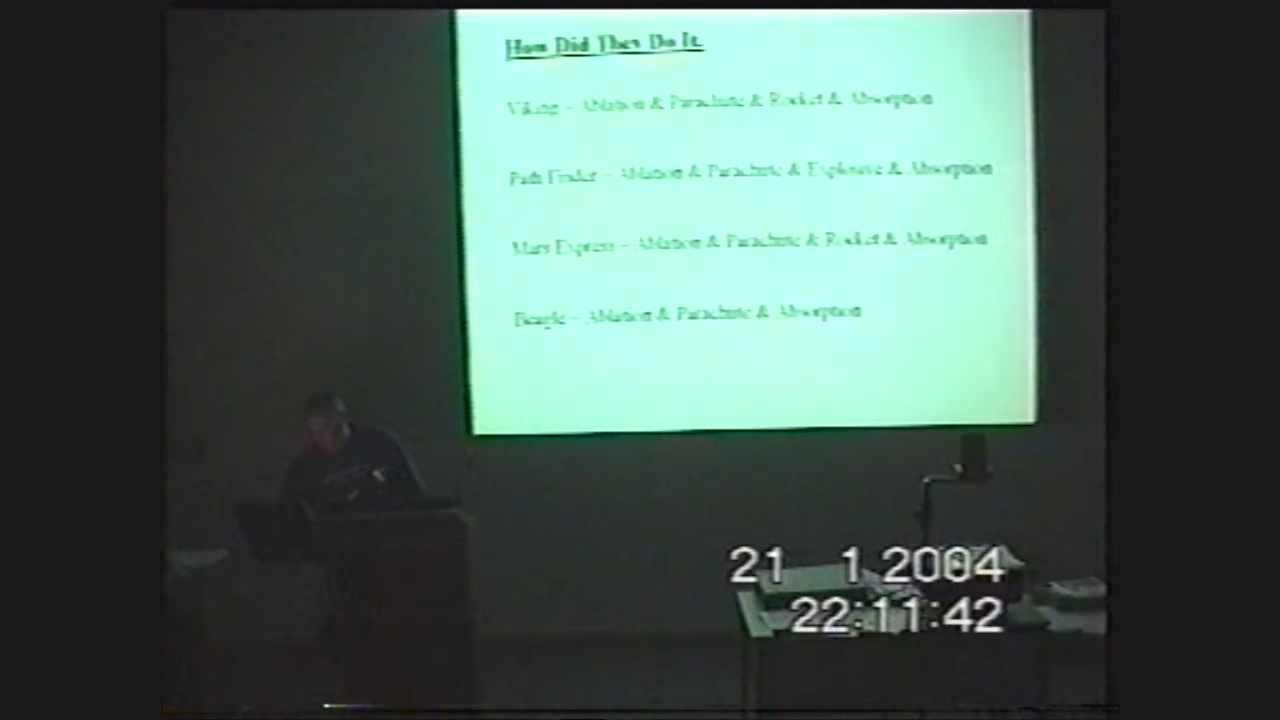 How Did They Do It.
Viking - Ablation & Parachute & Rocket & Absorption
Path Finder - Ablation & Parachute & Explosive & Absorption
Mars Express - Ablation & Parachute & Rocket & Absorption
Beagle - Ablation & Parachute & Absorption
21 1 2004
22:11:42